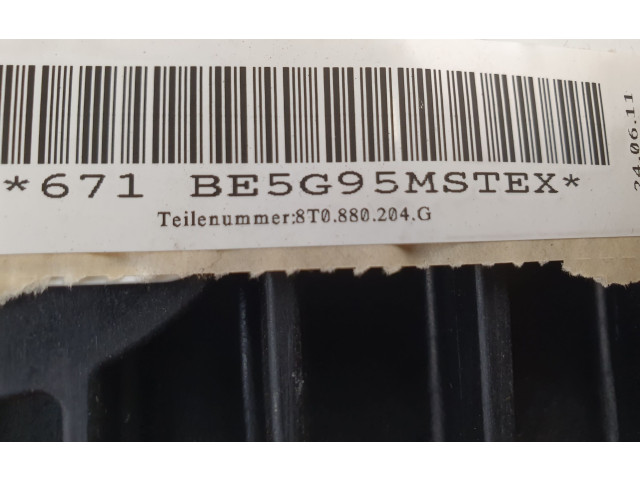 *671 BE5G95MSTEX*
Teilenummer:8T0.880.204.G
24.06.11